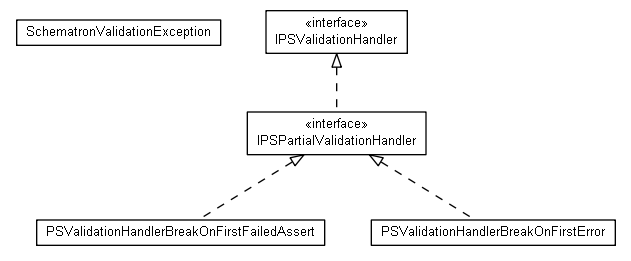 SchematronValidationException
«interface»
IPSValidationHandler
«interface»
IPSPartialValidationHandler
PSValidationHandlerBreakOnFirstFailedAssert
PSValidationHandlerBreakOnFirstError